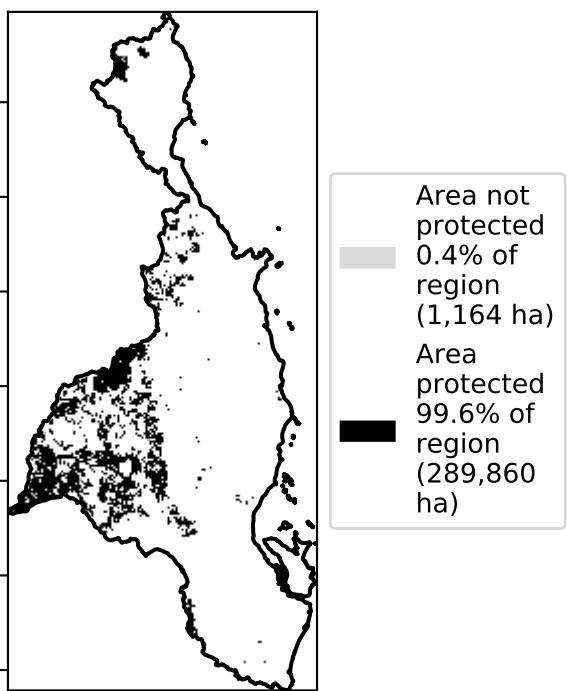 Area not
protected
0.4% of
region
(1,164 ha)
Area
protected
99.6% of
region
(289,860
ha)